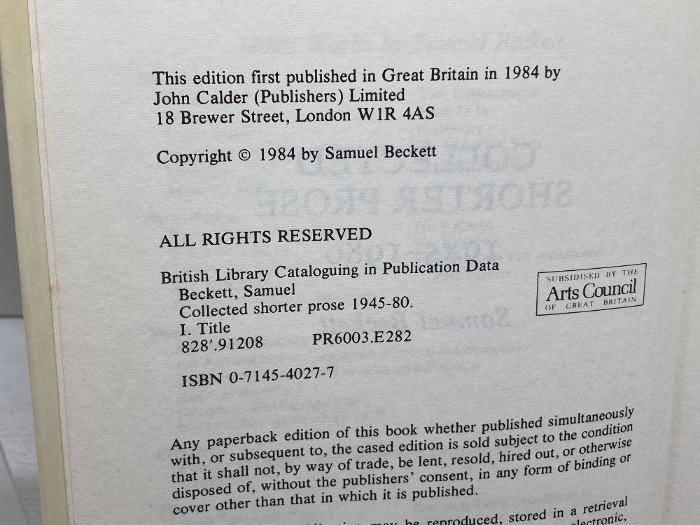 This edition first published in Great Britain in 1984 by
John Calder (Publishers) Limited
18 Brewer Street, London W1R 4AS
Copyright © 1984 by Samuel Beckett
ALL RIGHTS RESERVED
British Library Cataloguing in Publication Data
Beckett, Samuel
Collected shorter prose 1945-80.
I. Title
828'.91208 PR6003.E282
SUBSIDISED BY THE
Arts Council
OF GREAT BRITAIN
ISBN 0-7145-4027-7
Any paperback edition of this book whether published simultaneously
with, or subsequent to, the cased edition is sold subject to the condition
that it shall not, by way of trade, be lent, resold, hired out, or otherwise
disposed of, without the publishers' consent, in any form of binding or
cover other than that in which it is published.
be reproduced, stored in a retrieval
electronic,